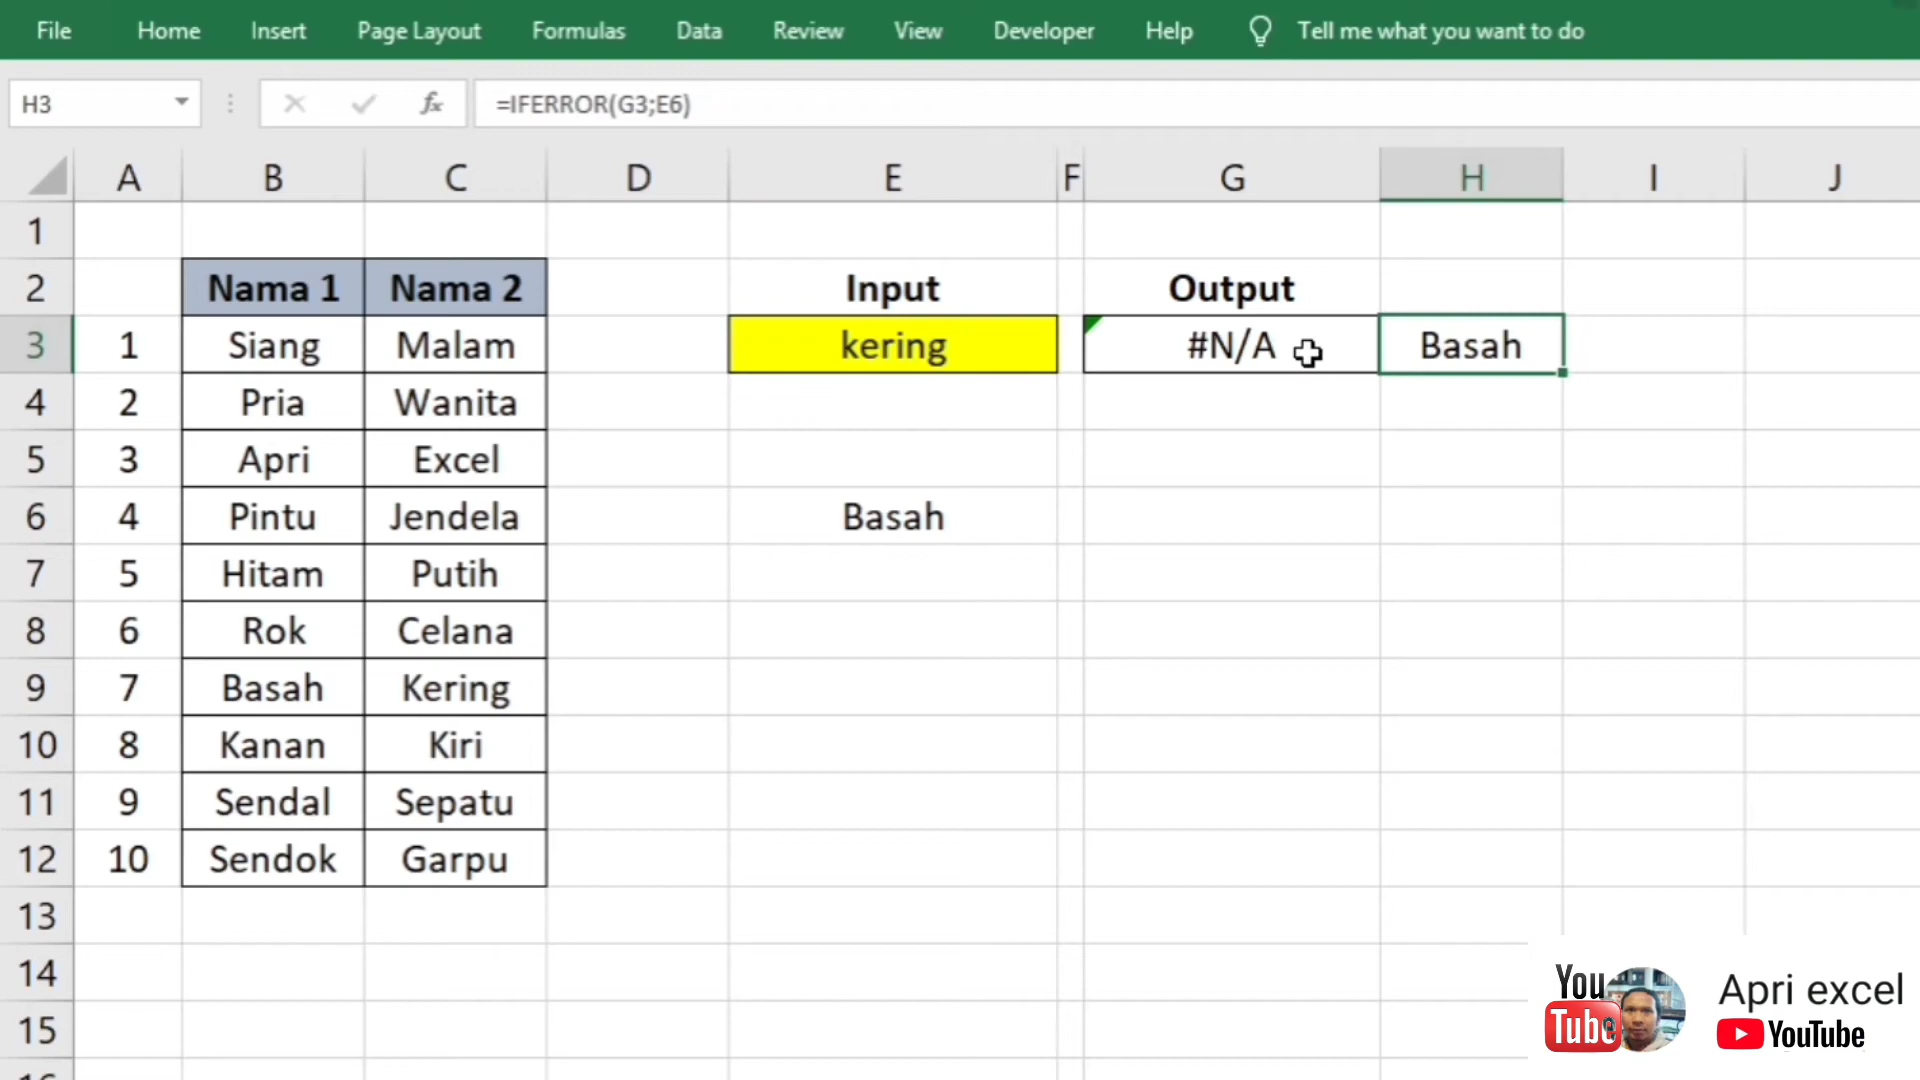 File Home Insert Page Layout Formulas Data Review View Developer Help Tell me what you want to do
H3 fx =IFERROR(G3;E6)
A B C D E F G H I J
1
2 Nama 1 Nama 2 Input Output
3 1 Siang Malam kering #N/A Basah
4 2 Pria Wanita
5 3 Apri Excel
6 4 Pintu Jendela Basah
7 5 Hitam Putih
8 6 Rok Celana
9 7 Basah Kering
10 8 Kanan Kiri
11 9 Sendal Sepatu
12 10 Sendok Garpu
13
14
15
16
You Tube
Apri excel
YouTube